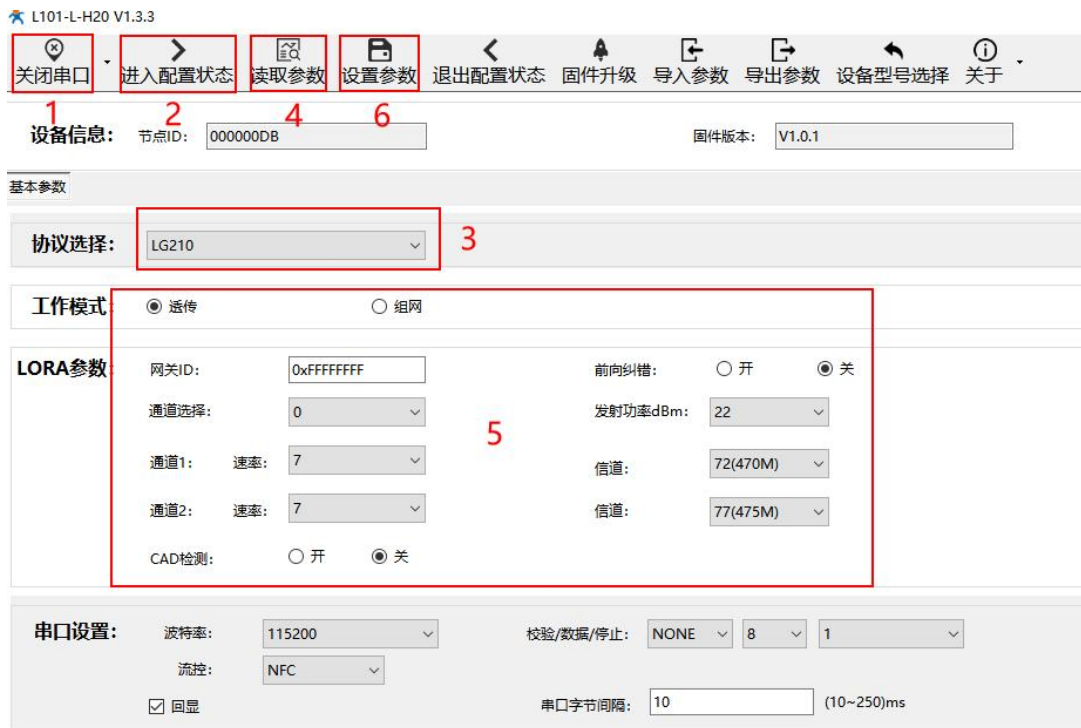 L101-L-H20 V1.3.3
关闭串口 进入配置状态 读取参数 设置参数 退出配置状态 固件升级 导入参数 导出参数 设备型号选择 关于
1 2 4 6
设备信息: 节点ID: 000000DB 固件版本: V1.0.1
基本参数
协议选择: LG210 3
工作模式: 透传 组网
LORA参数: 网关ID: 0xFFFFFFFF 前向纠错: 开 关
通道选择: 0 发射功率dBm: 22
5
通道1: 速率: 7 信道: 72(470M)
通道2: 速率: 7 信道: 77(475M)
CAD检测: 开 关
串口设置: 波特率: 115200 校验/数据/停止: NONE 8 1
流控: NFC
回显 串口字节间隔: 10 (10~250)ms